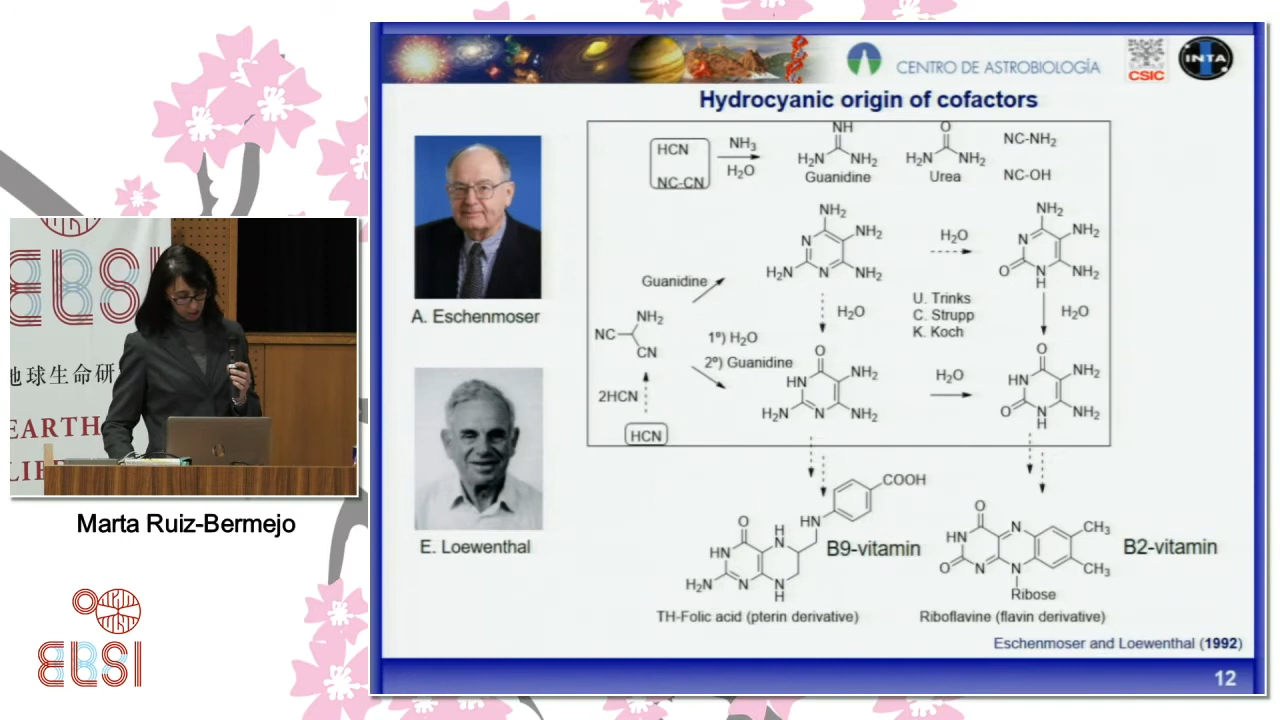 CENTRO DE ASTROBIOLOGÍA
CSIC
INTA
Hydrocyanic origin of cofactors
A. Eschenmoser
E. Loewenthal
HCN
NC-CN
NH₃
H₂O
NH
H₂N NH₂
Guanidine
O
H₂N NH₂
Urea
NC-NH₂
NC-OH
NH₂
N NH₂
H₂N N NH₂
H₂O
NH₂
N NH₂
O N NH₂
H
Guanidine
H₂O
U. Trinks
C. Strupp
K. Koch
H₂O
NH₂
NC
CN
1º) H₂O
2º) Guanidine
2HCN
HCN
O
HN NH₂
H₂N N NH₂
H₂O
O
HN NH₂
O N NH₂
H
COOH
HN
O H
HN N
H₂N N N
H
B9-vitamin
TH-Folic acid (pterin derivative)
O
HN N CH₃
O N N CH₃
Ribose
B2-vitamin
Riboflavine (flavin derivative)
Eschenmoser and Loewenthal (1992)
12
ELSI
地球生命研
EARTH
LIF
Marta Ruiz-Bermejo
ELSI